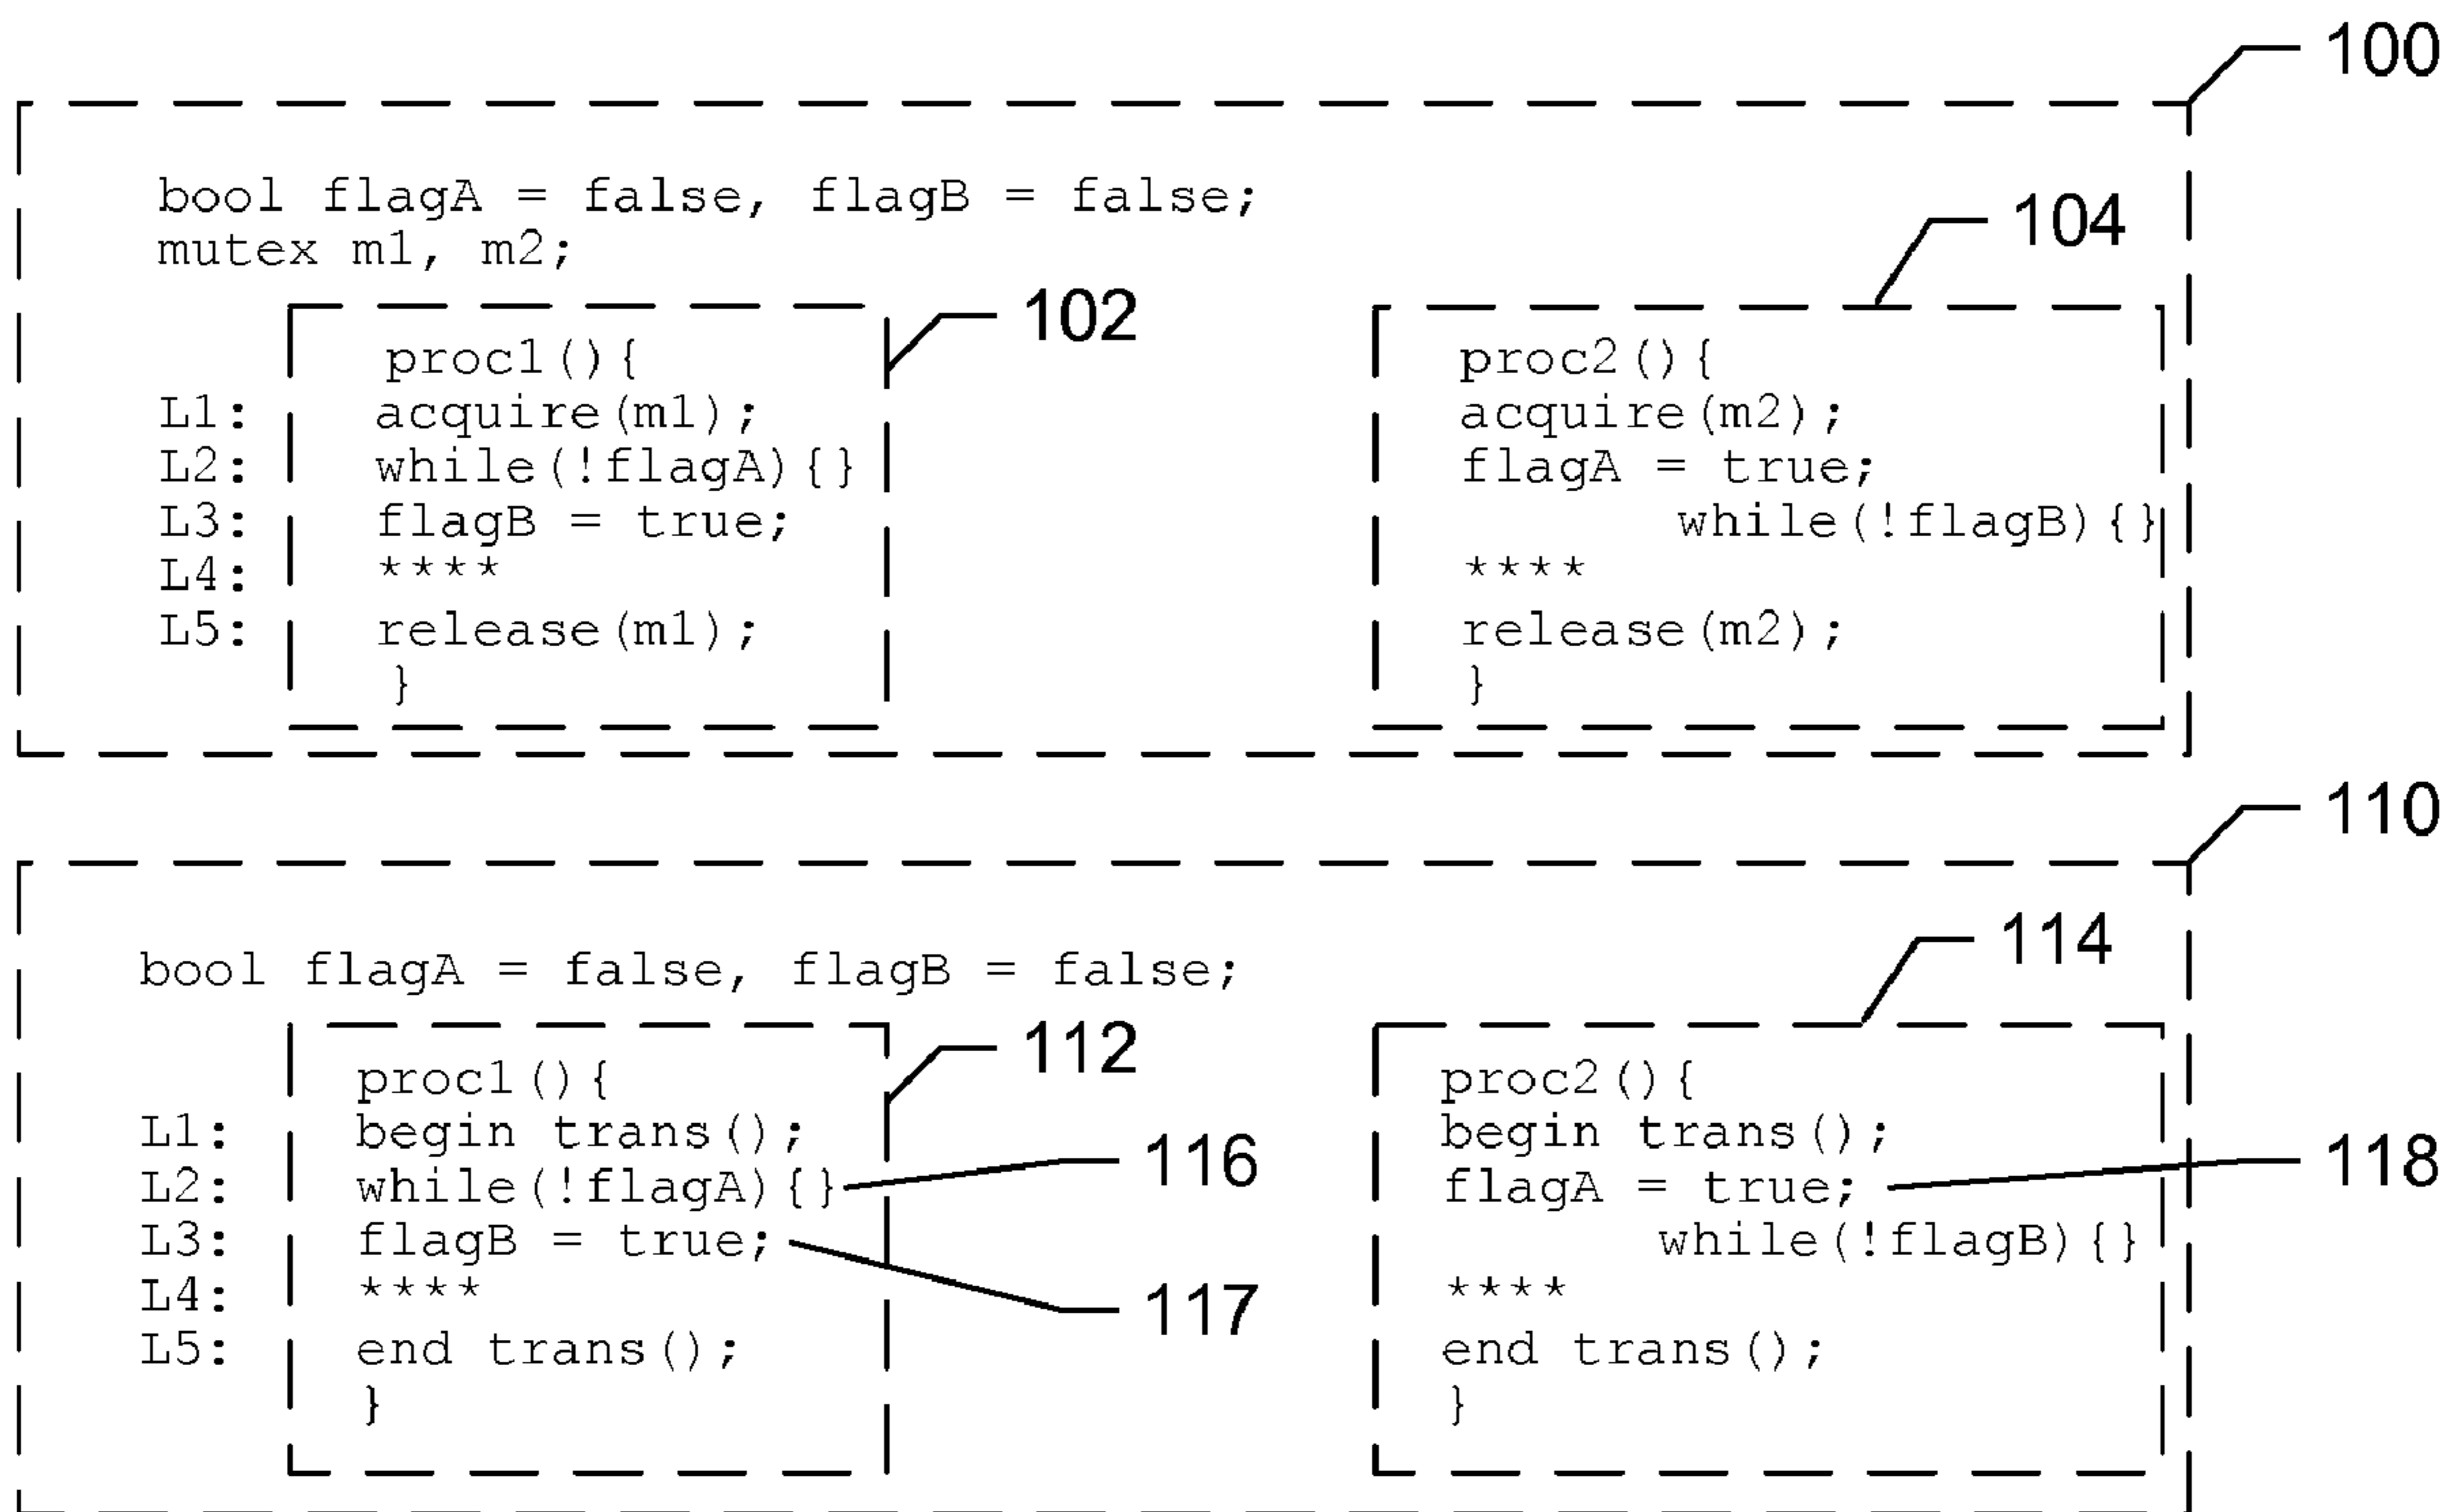 100
bool flagA = false, flagB = false;
mutex m1, m2;
104
102
proc1(){ proc2(){
L1: acquire(m1); acquire(m2);
L2: while(!flagA){} flagA = true;
L3: flagB = true; while(!flagB){}
L4: **** ****
L5: release(m1); release(m2);
} }
110
114
bool flagA = false, flagB = false;
112
proc1(){ proc2(){
L1: begin trans(); begin trans();
L2: while(!flagA){} 116 flagA = true; 118
L3: flagB = true; while(!flagB){}
L4: **** 117 ****
L5: end trans(); end trans();
} }